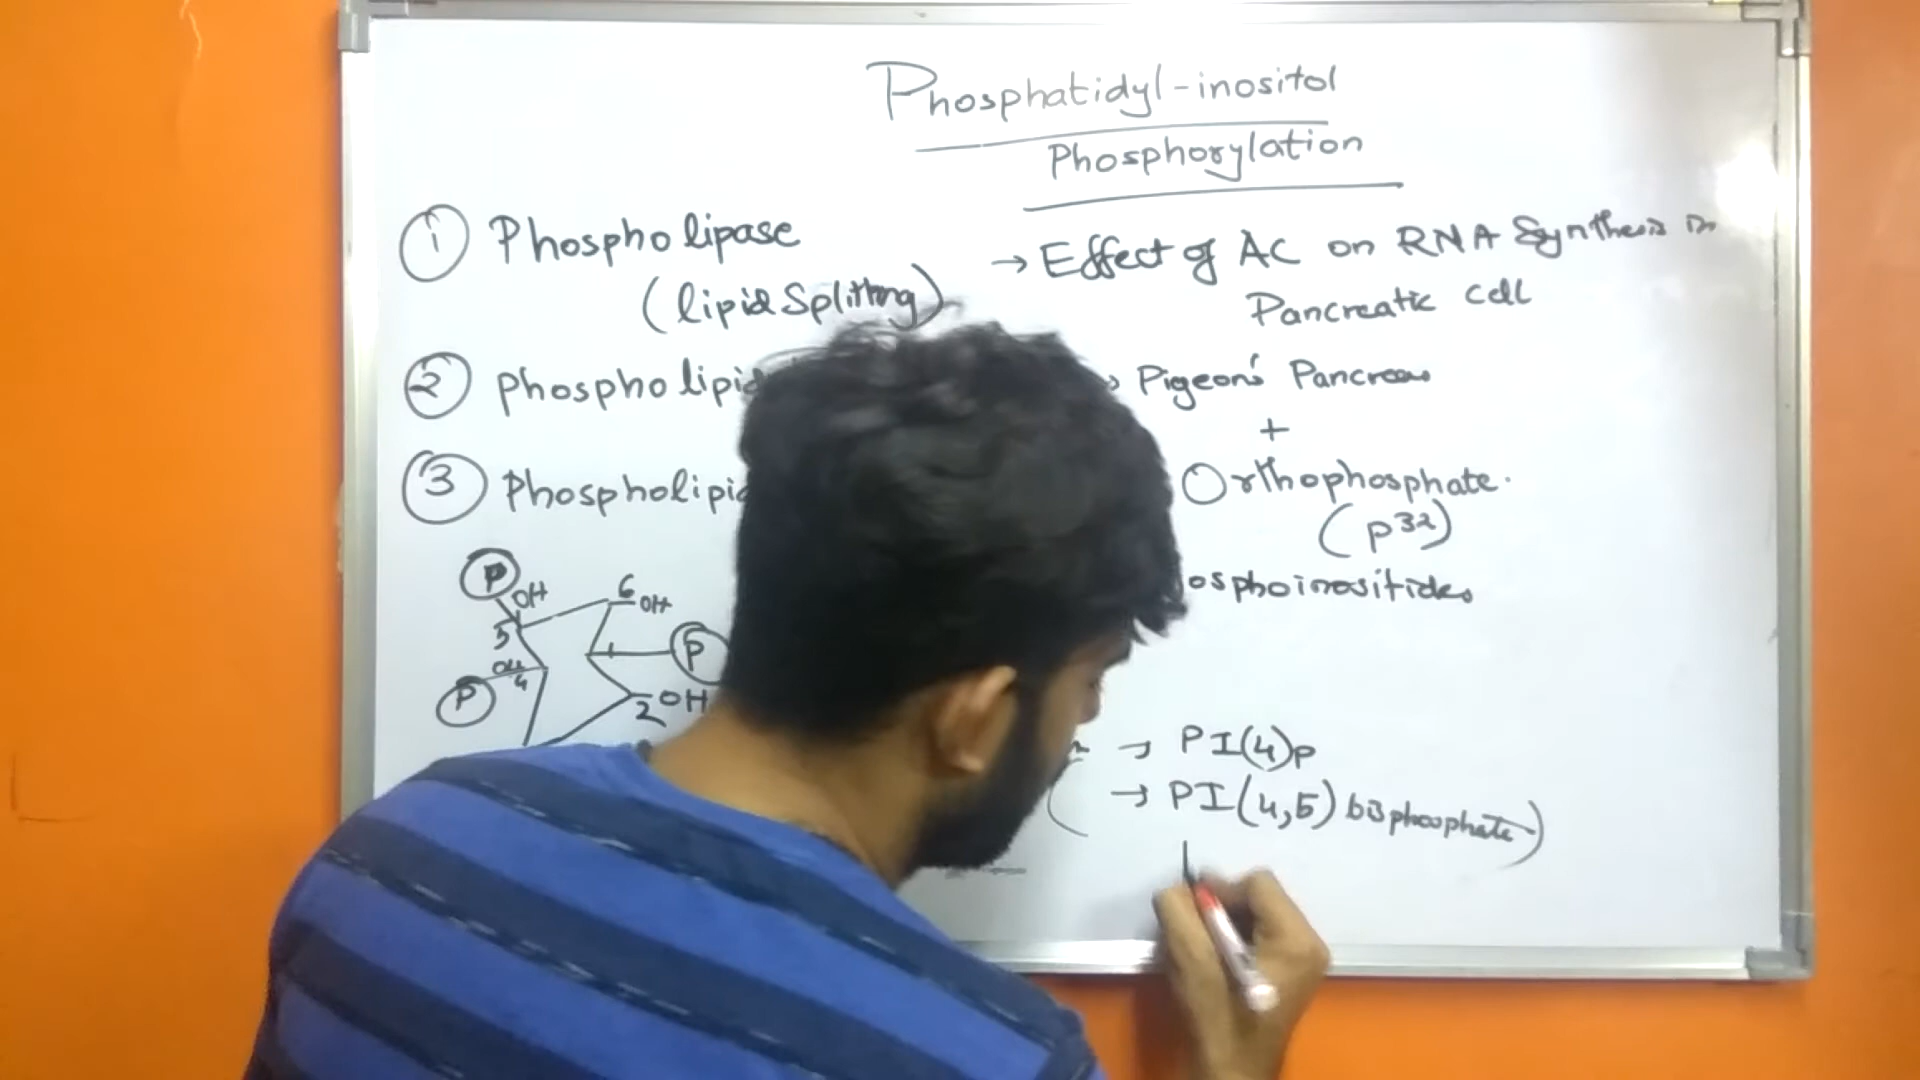 Phosphatidyl-inositol
Phosphorylation
1 Phospholipase
(lipid Splitting)
→ Effect of AC on RNA Synthesis in
Pancreatic Cell
2 Phospholipid
→ Pigeon's Pancreas
+
3 Phospholipid
Orthophosphate.
(P32)
osphoinositides
P
OH
6
OH
5
1
P
OH
4
P
2
OH
→ PI(4)P
→ PI(4,5) bisphosphate)